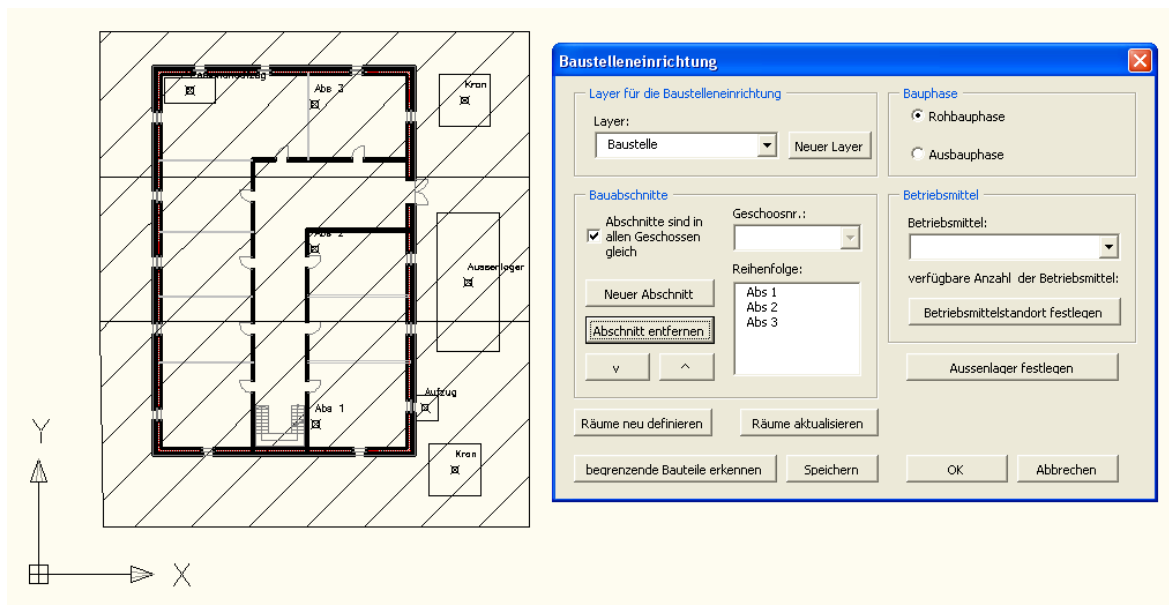 Abs 3
Kran
Abs 2
Aussenlager
Aufzug
Abs 1
Kran
Y
X
Baustelleneinrichtung
Layer für die Baustelleneinrichtung
Layer:
Baustelle
Neuer Layer
Bauphase
Rohbauphase
Ausbauphase
Bauabschnitte
Abschnitte sind in
allen Geschossen
gleich
Geschoosnr.:
Reihenfolge:
Abs 1
Abs 2
Abs 3
Neuer Abschnitt
Abschnitt entfernen
v
^
Betriebsmittel
Betriebsmittel:
verfügbare Anzahl der Betriebsmittel:
Betriebsmittelstandort festlegen
Aussenlager festlegen
Räume neu definieren
Räume aktualisieren
begrenzende Bauteile erkennen
Speichern
OK
Abbrechen